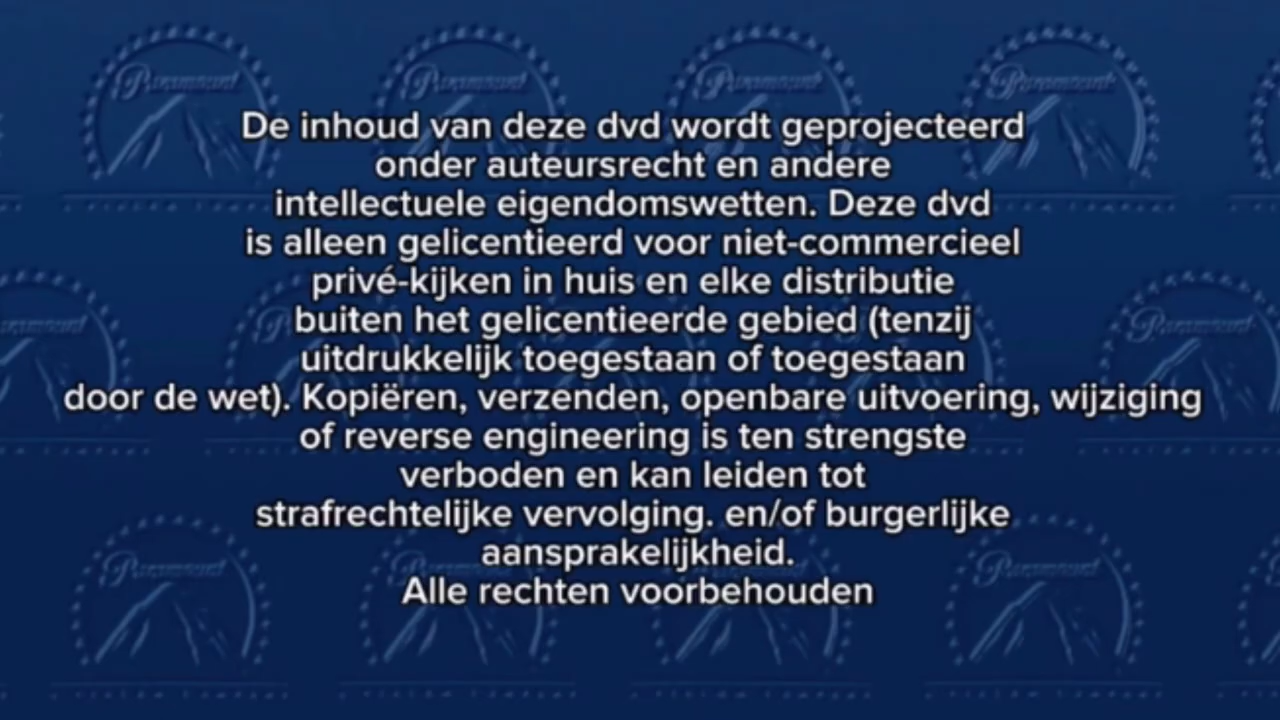 De inhoud van deze dvd wordt geprojecteerd
onder auteursrecht en andere
intellectuele eigendomswetten. Deze dvd
is alleen gelicentieerd voor niet-commercieel
privé-kijken in huis en elke distributie
buiten het gelicentieerde gebied (tenzij
uitdrukkelijk toegestaan of toegestaan
door de wet). Kopiëren, verzenden, openbare uitvoering, wijziging
of reverse engineering is ten strengste
verboden en kan leiden tot
strafrechtelijke vervolging. en/of burgerlijke
aansprakelijkheid.
Alle rechten voorbehouden